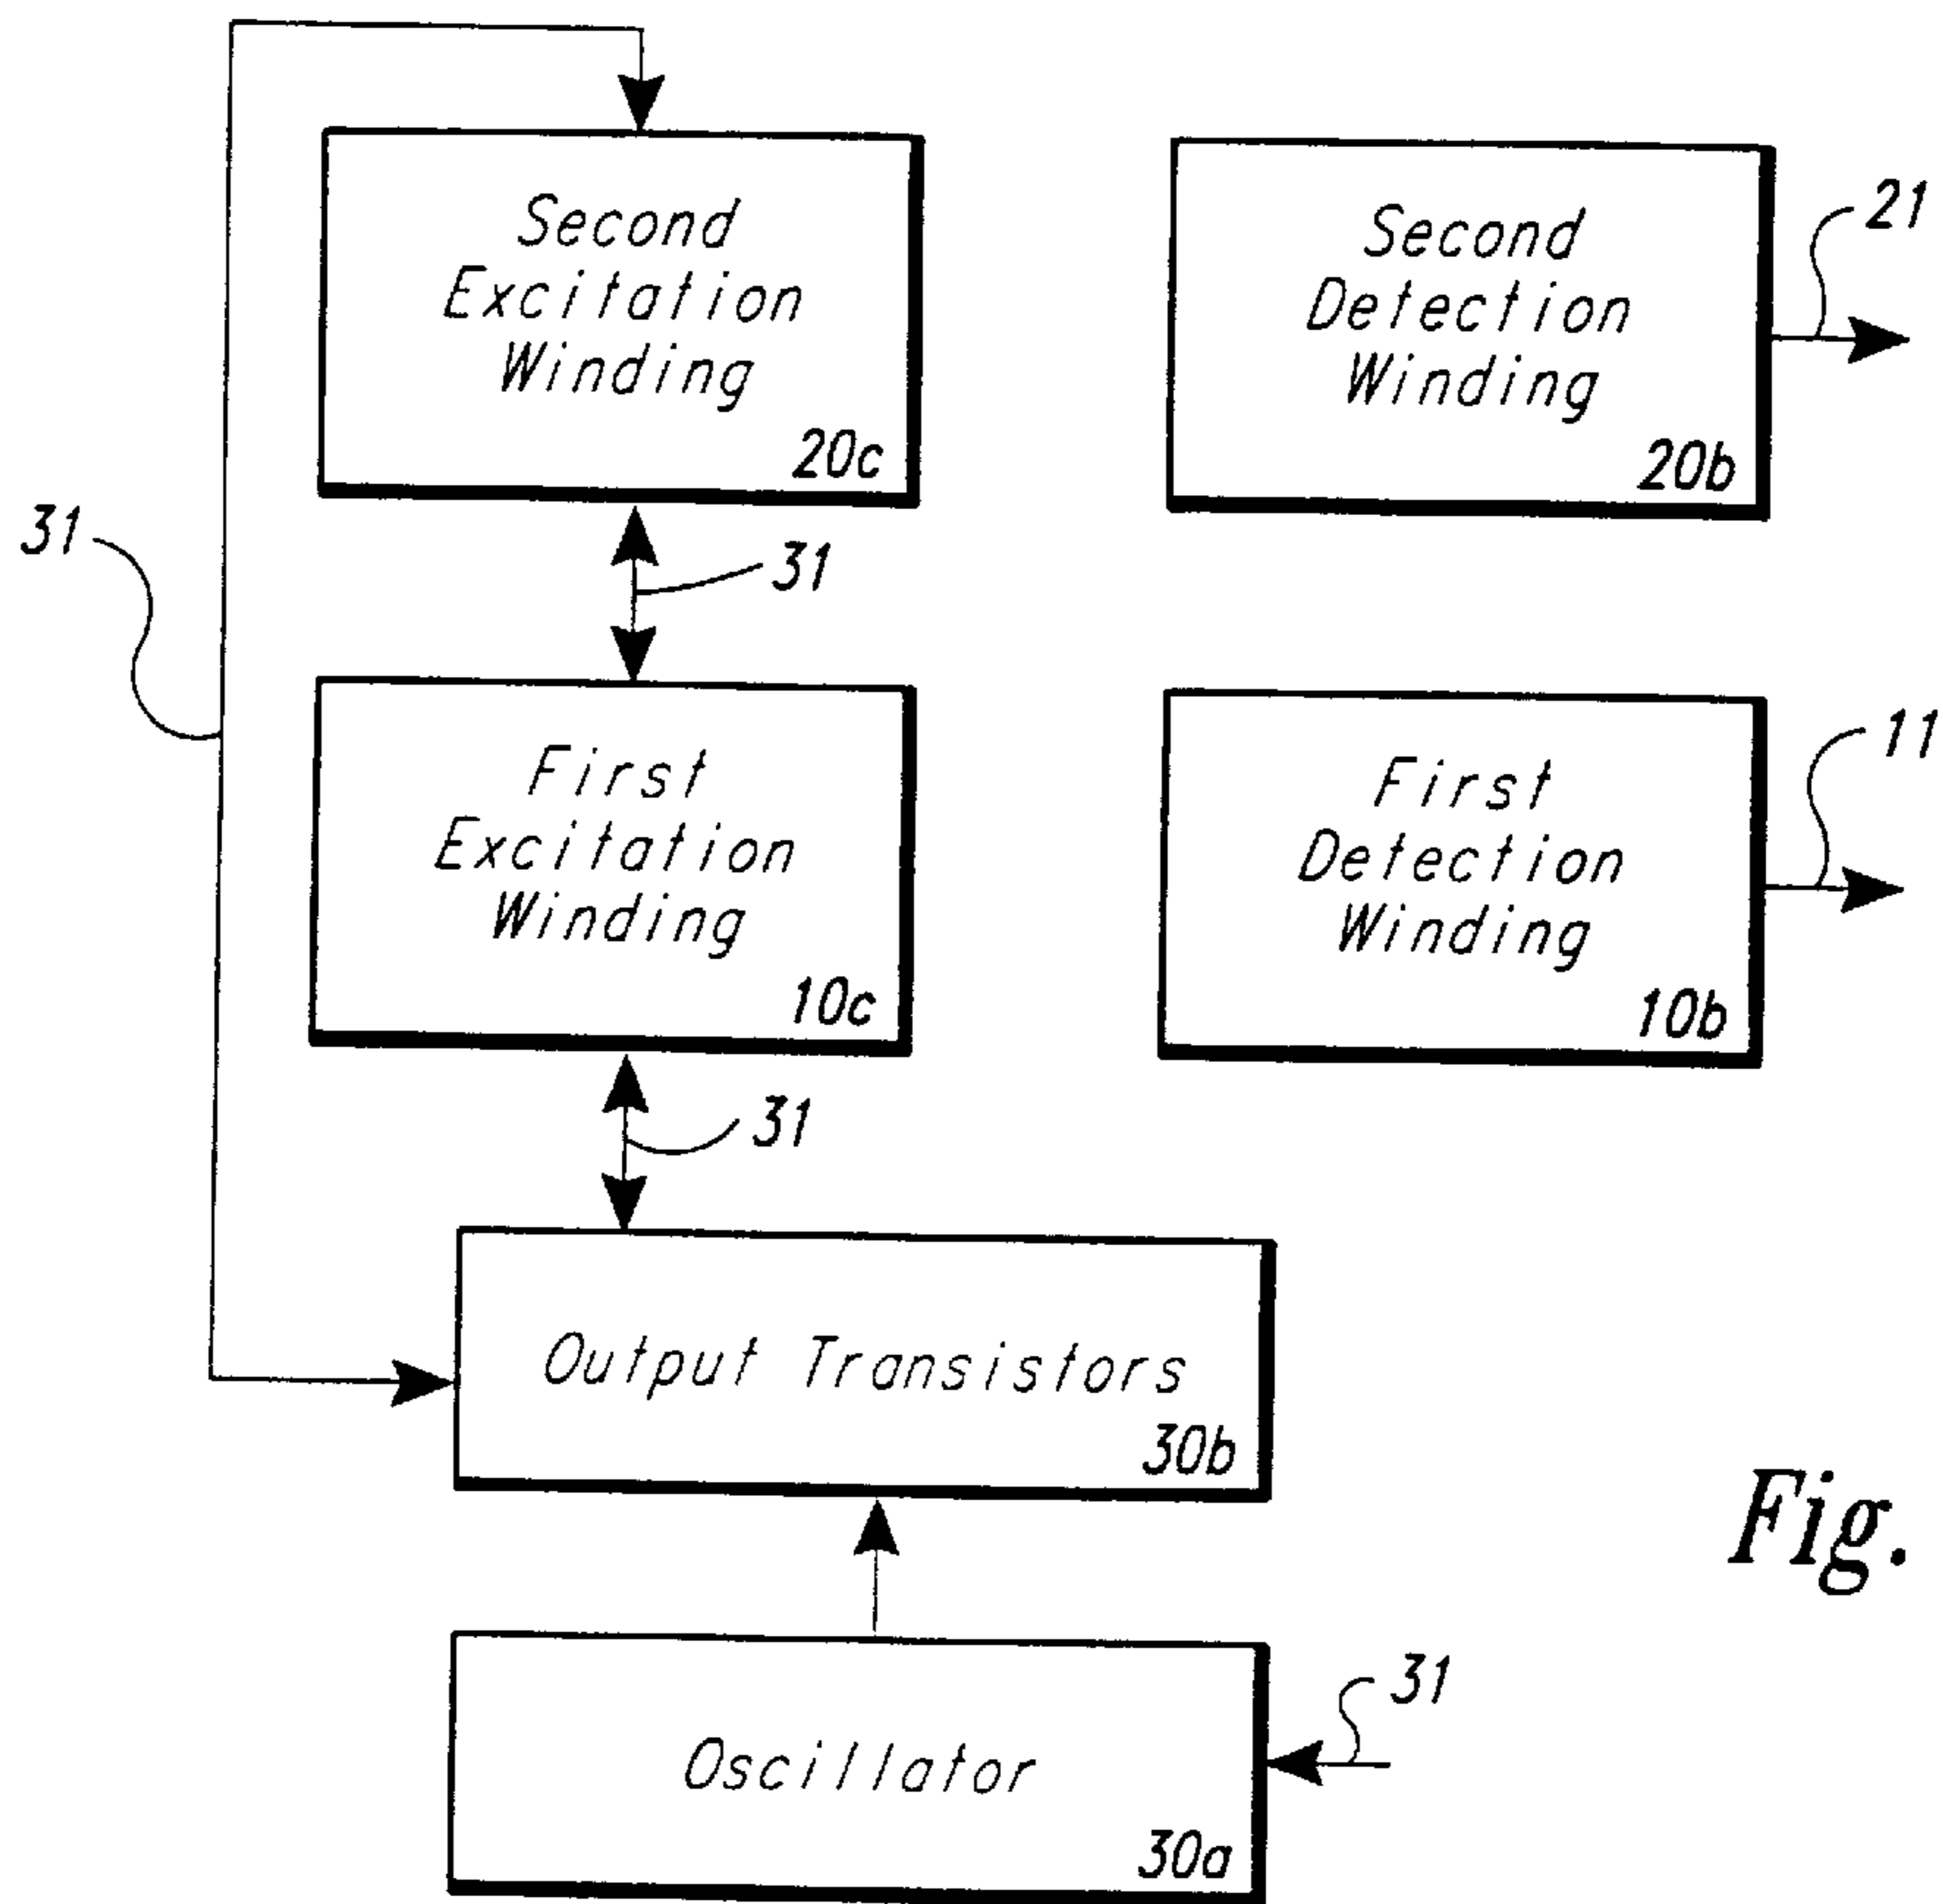 Second
Excitation
Winding
20c
Second
Detection
Winding
20b
21
31
31
First
Excitation
Winding
10c
First
Detection
Winding
10b
11
31
Output Transistors
30b
Fig.
Oscillator
30a
31